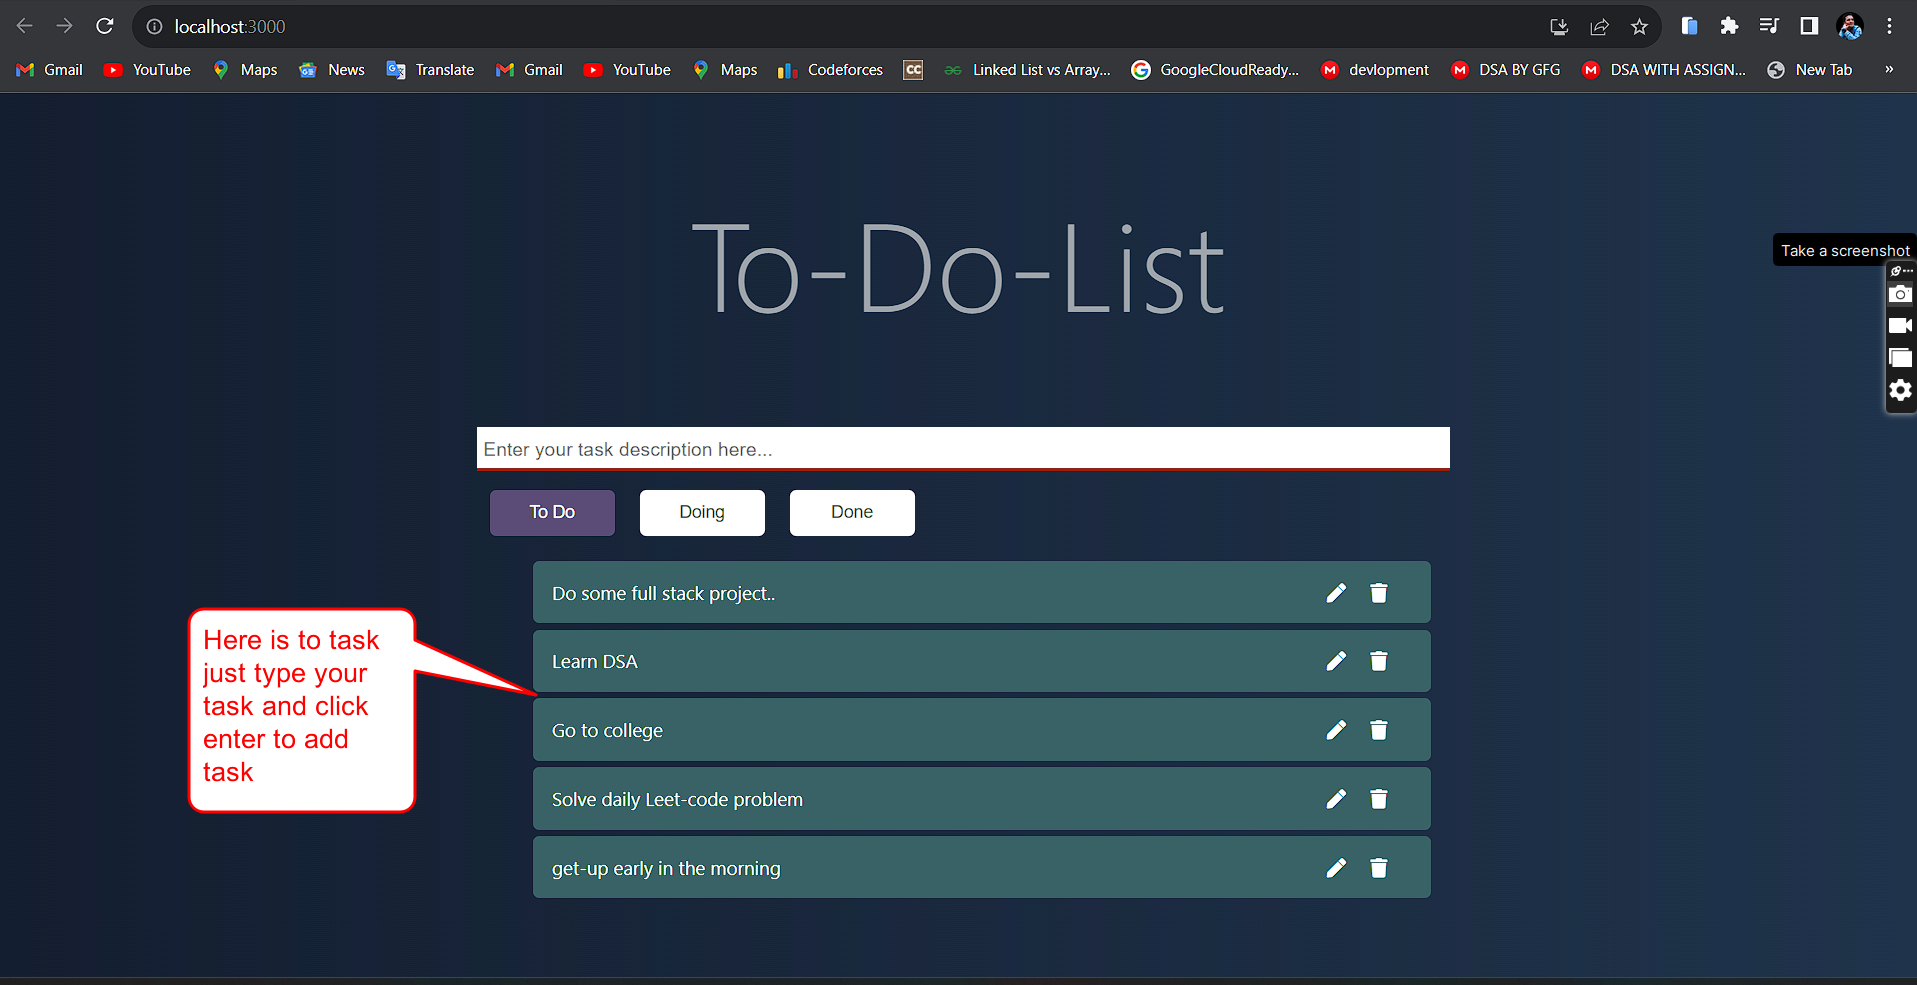 localhost:3000
Gmail YouTube Maps News Translate Gmail YouTube Maps Codeforces CC Linked List vs Array... GoogleCloudReady... devlopment DSA BY GFG DSA WITH ASSIGN... New Tab »
To-Do-List
Take a screenshot
Enter your task description here...
To Do Doing Done
Do some full stack project..
Learn DSA
Go to college
Solve daily Leet-code problem
get-up early in the morning
Here is to task
just type your
task and click
enter to add
task